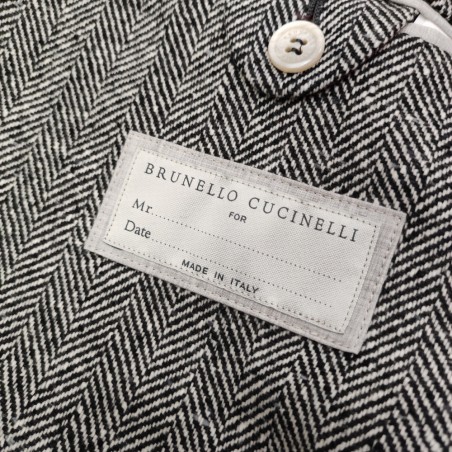 BRUNELLO CUCINELLI
FOR
Mr.......................................
Date.......................................
MADE IN ITALY